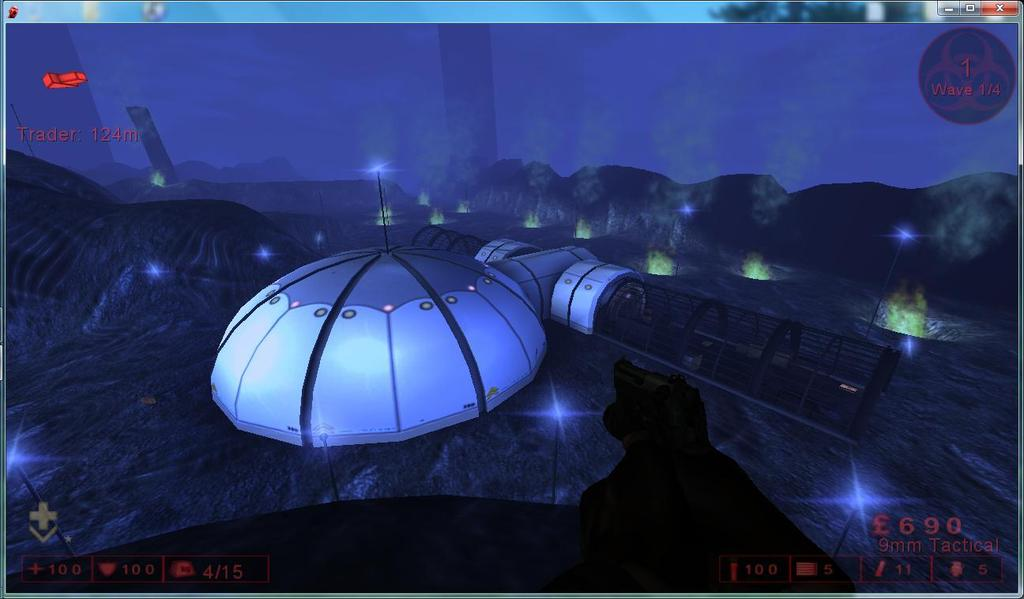 1
Wave 1/4
Trader: 124m
£690
9mm Tactical
100 100 4/15
100 5 11 5